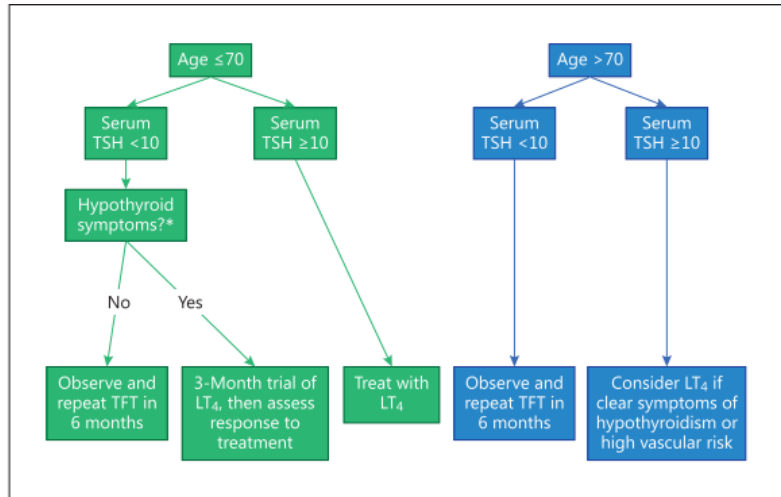 Age ≤70
Age >70
Serum
TSH <10
Serum
TSH ≥10
Serum
TSH <10
Serum
TSH ≥10
Hypothyroid
symptoms?*
No
Yes
Observe and
repeat TFT in
6 months
3-Month trial of
LT₄, then assess
response to
treatment
Treat with
LT₄
Observe and
repeat TFT in
6 months
Consider LT₄ if
clear symptoms of
hypothyroidism or
high vascular risk